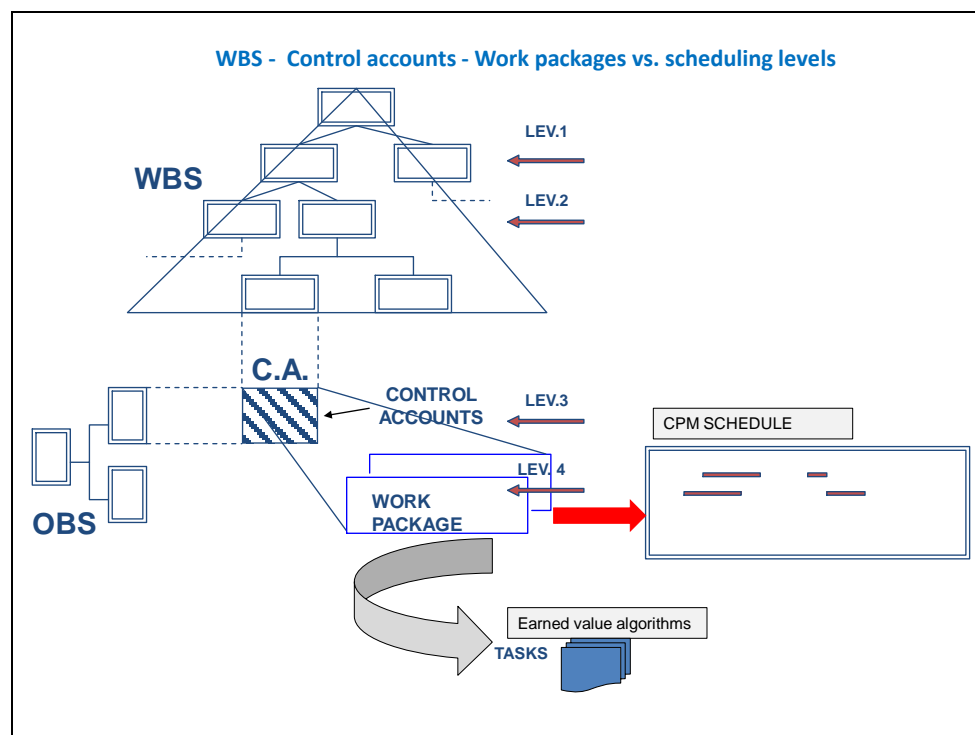 WBS - Control accounts - Work packages vs. scheduling levels
LEV.1
WBS
LEV.2
C.A.
CONTROL
ACCOUNTS
LEV.3
CPM SCHEDULE
LEV. 4
WORK
PACKAGE
OBS
Earned value algorithms
TASKS